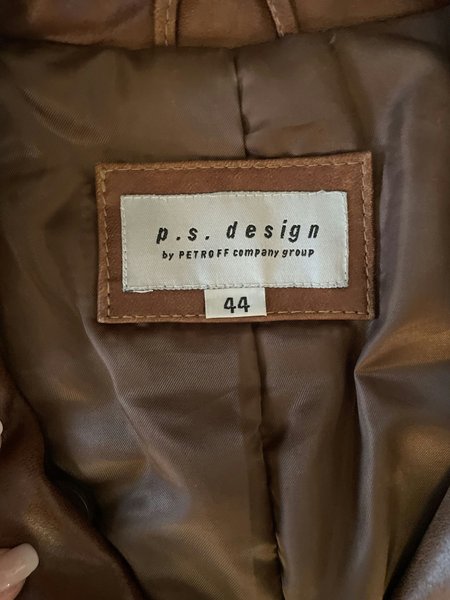 p.s. design
by PETROFF company group
44